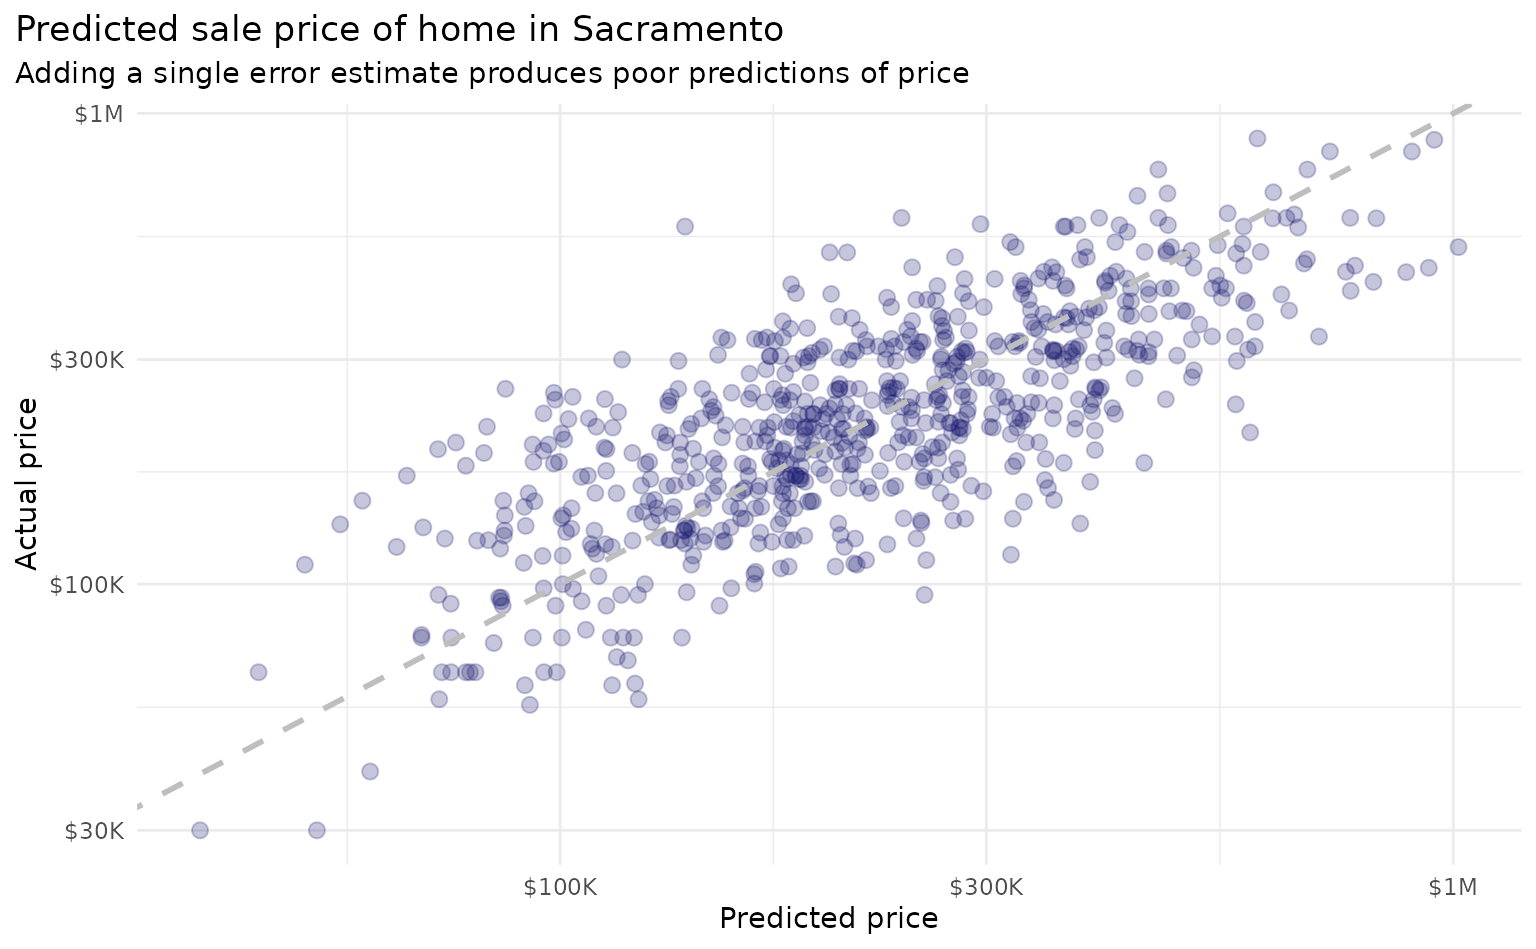 Predicted sale price of home in Sacramento
Adding a single error estimate produces poor predictions of price
$1M
$300K
$100K
$30K
Actual price
$100K
$300K
$1M
Predicted price